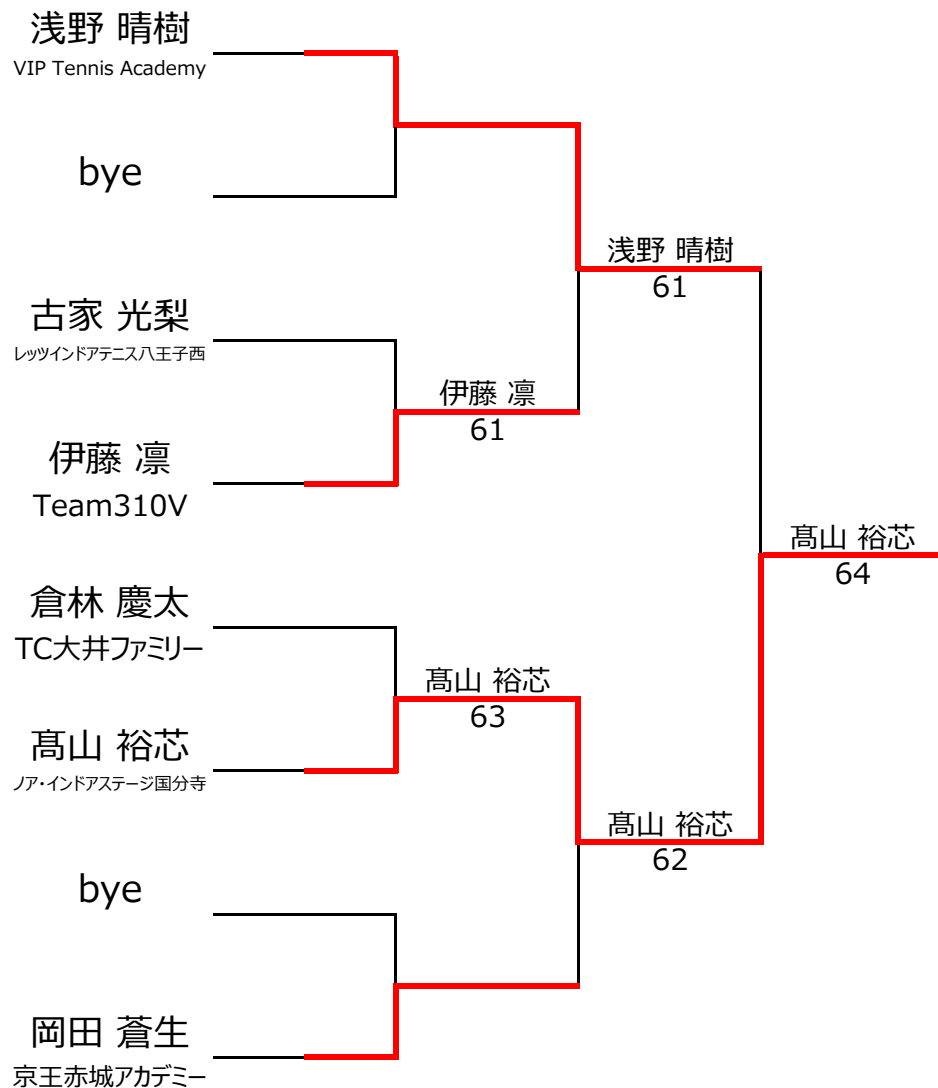 浅野 晴樹
VIP Tennis Academy
bye
浅野 晴樹
61
古家 光梨
レッツインドアテニス八王子西
伊藤 凛
61
伊藤 凛
Team310V
髙山 裕芯
64
倉林 慶太
TC大井ファミリー
髙山 裕芯
63
髙山 裕芯
ノア・インドアステージ国分寺
髙山 裕芯
62
bye
岡田 蒼生
京王赤城アカデミー